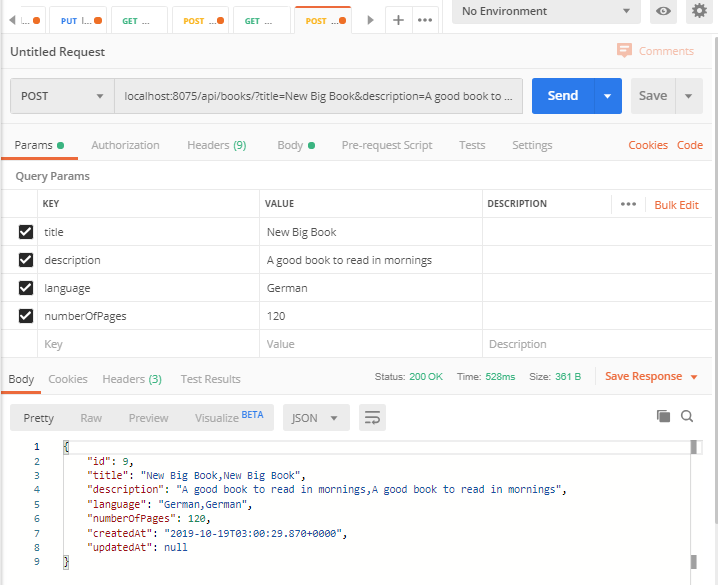 ... PUT I... GET ... POST ... GET ... POST ... + ••• No Environment
Untitled Request Comments
POST localhost:8075/api/books/?title=New Big Book&description=A good book to ... Send Save
Params Authorization Headers (9) Body Pre-request Script Tests Settings Cookies Code
Query Params
KEY VALUE DESCRIPTION ••• Bulk Edit
title New Big Book
description A good book to read in mornings
language German
numberOfPages 120
Key Value Description
Body Cookies Headers (3) Test Results Status: 200 OK Time: 528ms Size: 361 B Save Response
Pretty Raw Preview Visualize BETA JSON
1 {
2 "id": 9,
3 "title": "New Big Book,New Big Book",
4 "description": "A good book to read in mornings,A good book to read in mornings",
5 "language": "German,German",
6 "numberOfPages": 120,
7 "createdAt": "2019-10-19T03:00:29.870+0000",
8 "updatedAt": null
9 }